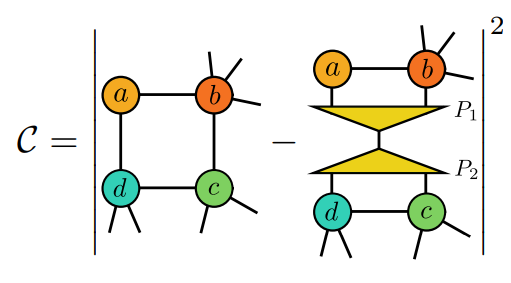 2
a b a b
P₁
C = −
P₂
d c d c